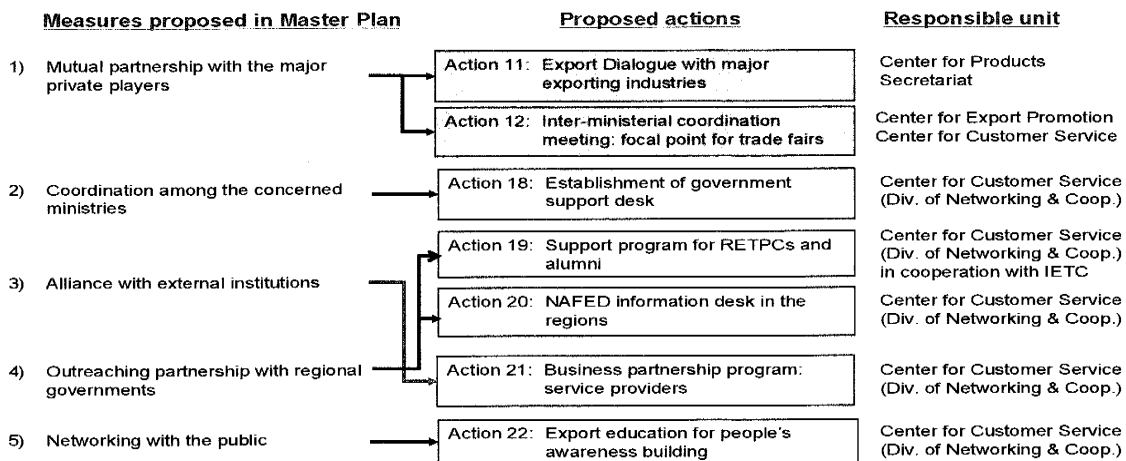 Measures proposed in Master Plan
Proposed actions
Responsible unit
1) Mutual partnership with the major
private players
Action 11: Export Dialogue with major
exporting industries
Center for Products
Secretariat
Action 12: Inter-ministerial coordination
meeting: focal point for trade fairs
Center for Export Promotion
Center for Customer Service
2) Coordination among the concerned
ministries
Action 18: Establishment of government
support desk
Center for Customer Service
(Div. of Networking & Coop.)
Action 19: Support program for RETPCs and
alumni
Center for Customer Service
(Div. of Networking & Coop.)
in cooperation with IETC
3) Alliance with external institutions
Action 20: NAFED information desk in the
regions
Center for Customer Service
(Div. of Networking & Coop.)
4) Outreaching partnership with regional
governments
Action 21: Business partnership program:
service providers
Center for Customer Service
(Div. of Networking & Coop.)
5) Networking with the public
Action 22: Export education for people's
awareness building
Center for Customer Service
(Div. of Networking & Coop.)